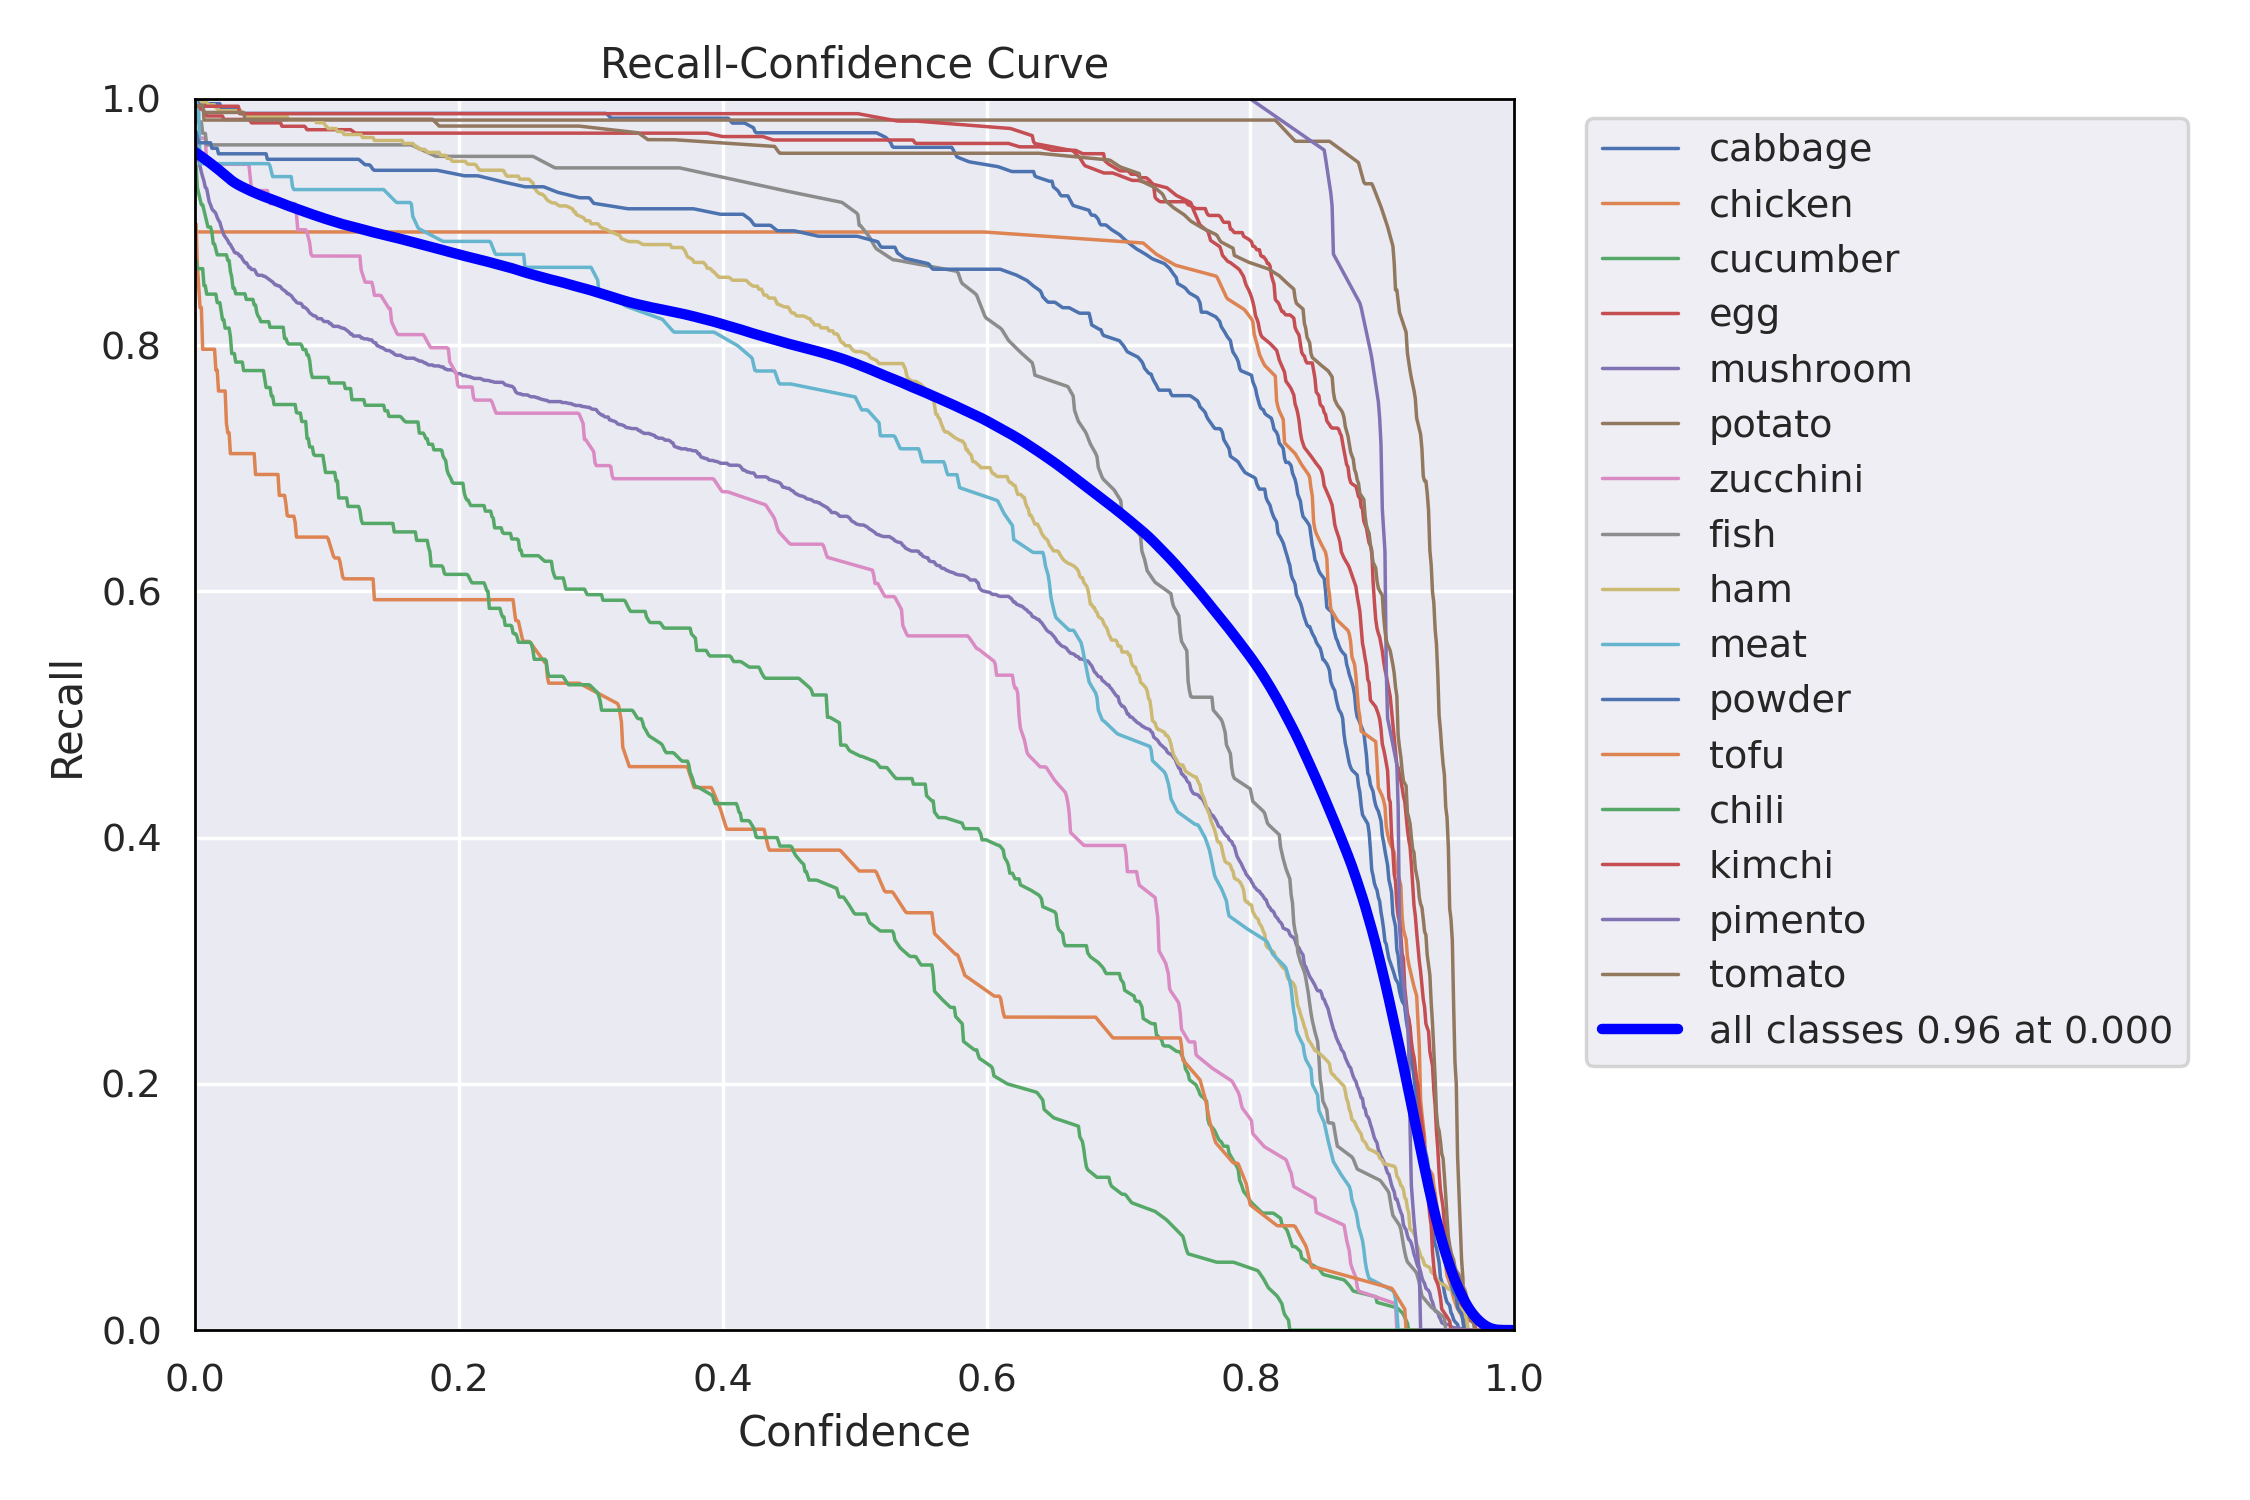 Recall-Confidence Curve
1.0
0.8
0.6
0.4
0.2
0.0
Recall
0.0 0.2 0.4 0.6 0.8 1.0
Confidence
cabbage
chicken
cucumber
egg
mushroom
potato
zucchini
fish
ham
meat
powder
tofu
chili
kimchi
pimento
tomato
all classes 0.96 at 0.000